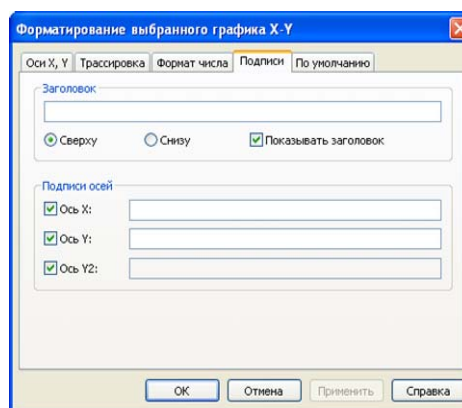 Форматирование выбранного графика X-Y
Оси X, Y Трассировка Формат числа Подписи По умолчанию
Заголовок
Сверху Снизу Показывать заголовок
Подписи осей
Ось X:
Ось Y:
Ось Y2:
ОК Отмена Применить Справка